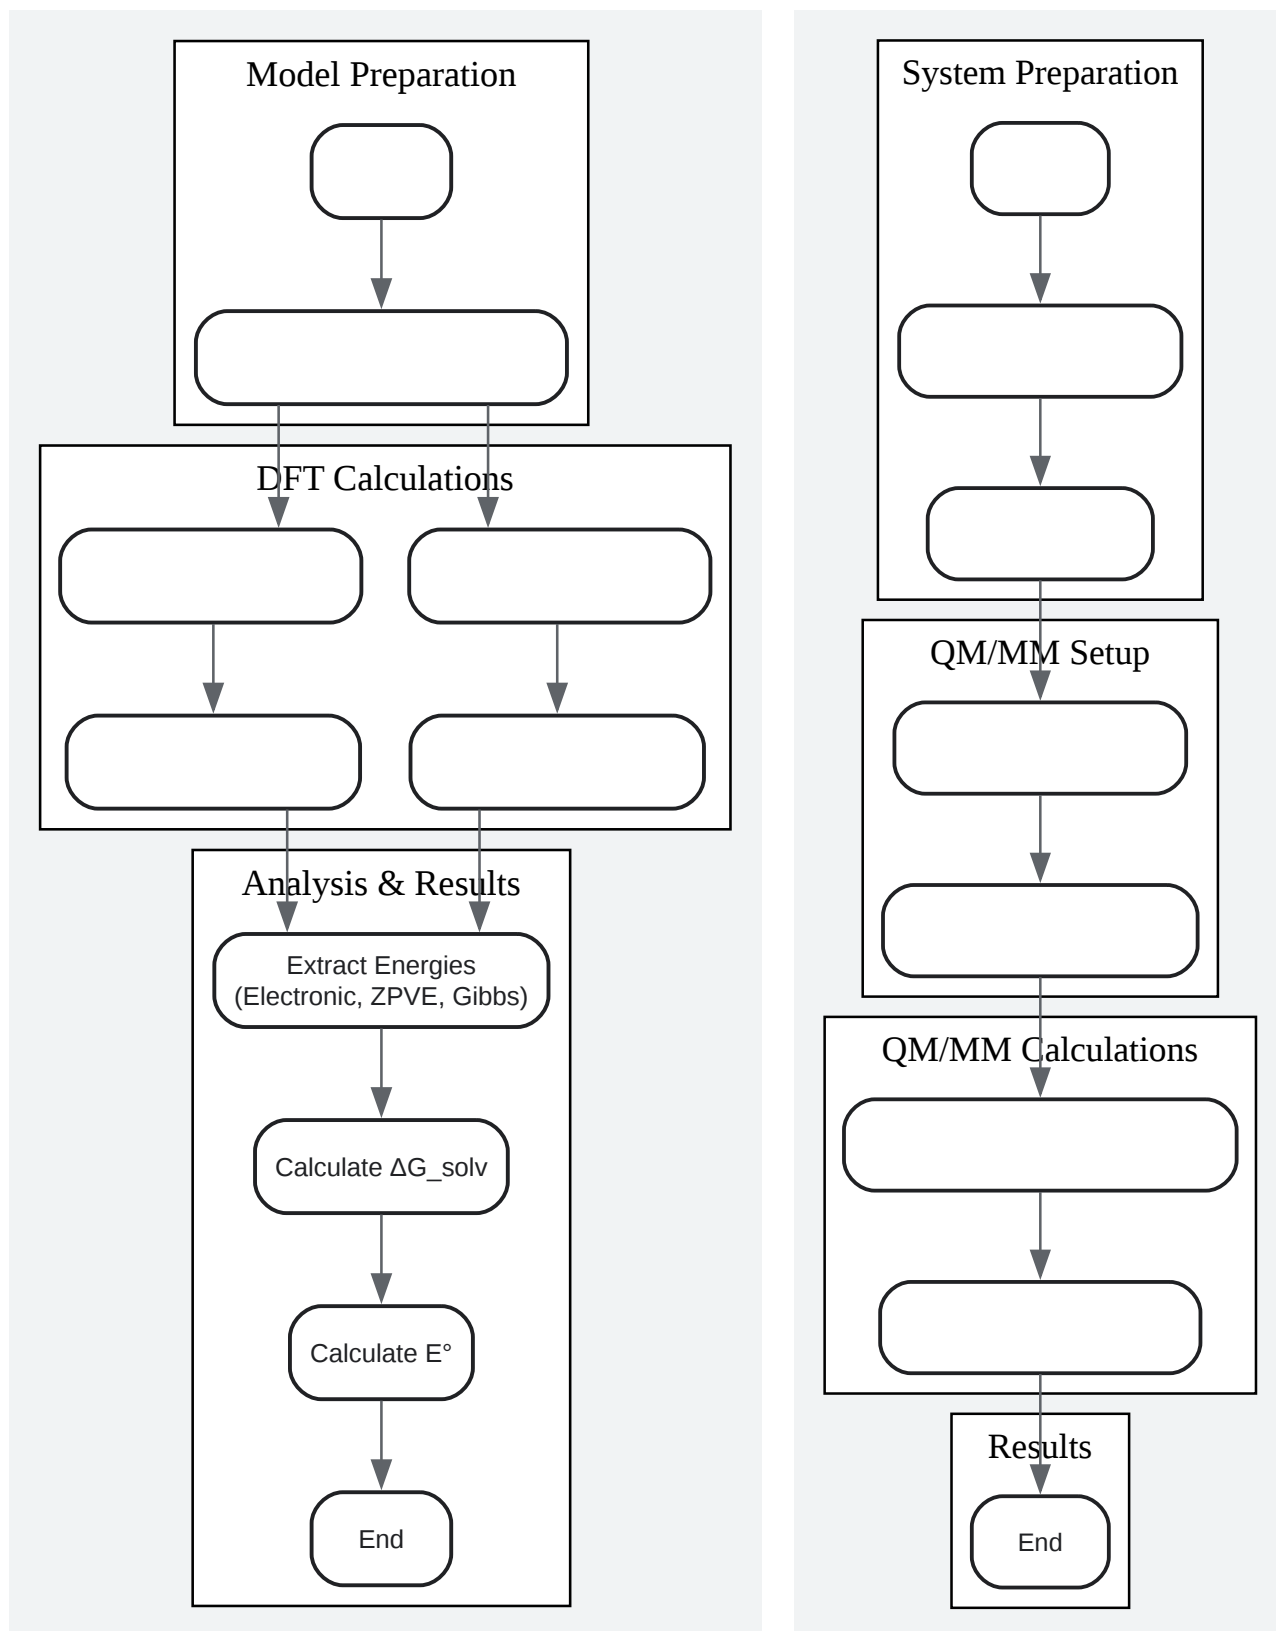 Model Preparation
DFT Calculations
Analysis & Results
Extract Energies
(Electronic, ZPVE, Gibbs)
Calculate ΔG_solv
Calculate E°
End
System Preparation
QM/MM Setup
QM/MM Calculations
Results
End